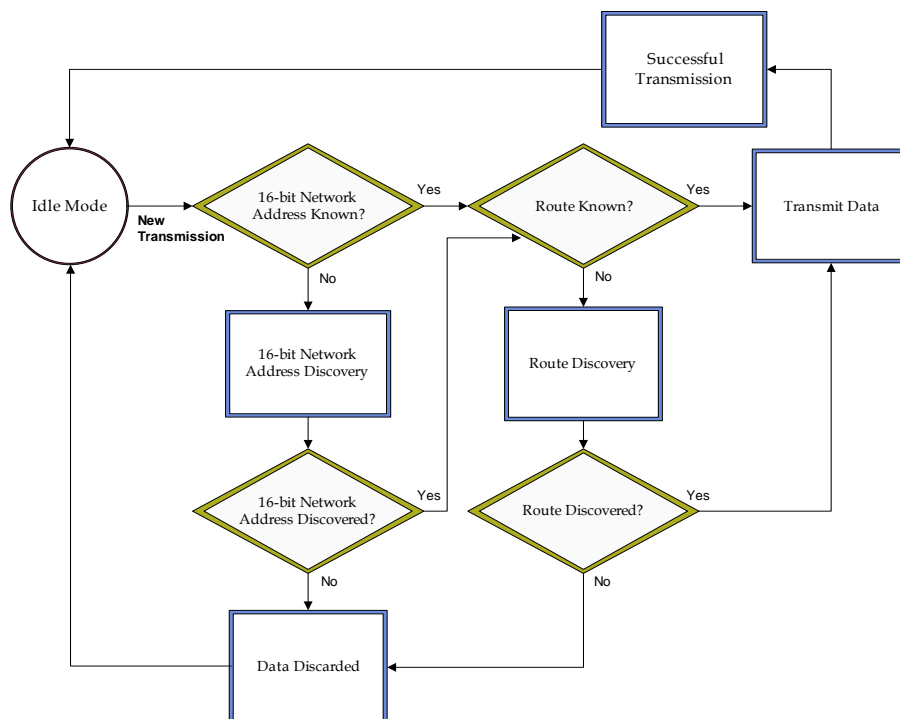 Successful
Transmission
Idle Mode
New
Transmission
16-bit Network
Address Known?
Yes
Route Known?
Yes
Transmit Data
No
No
16-bit Network
Address Discovery
Route Discovery
16-bit Network
Address Discovered?
Yes
Route Discovered?
Yes
No
No
Data Discarded